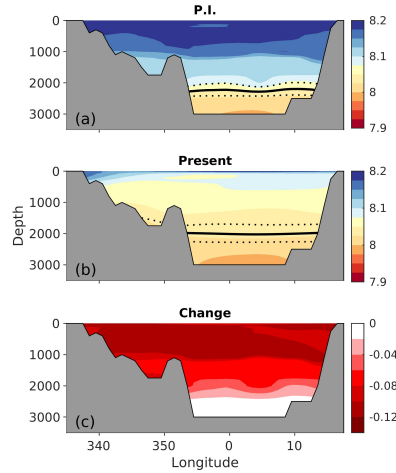 P.I.
0
1000
2000
3000
(a)
8.2
8.1
8
7.9
Present
0
1000
2000
3000
Depth
(b)
8.2
8.1
8
7.9
Change
0
1000
2000
3000
(c)
0
-0.04
-0.08
-0.12
340 350 0 10
Longitude